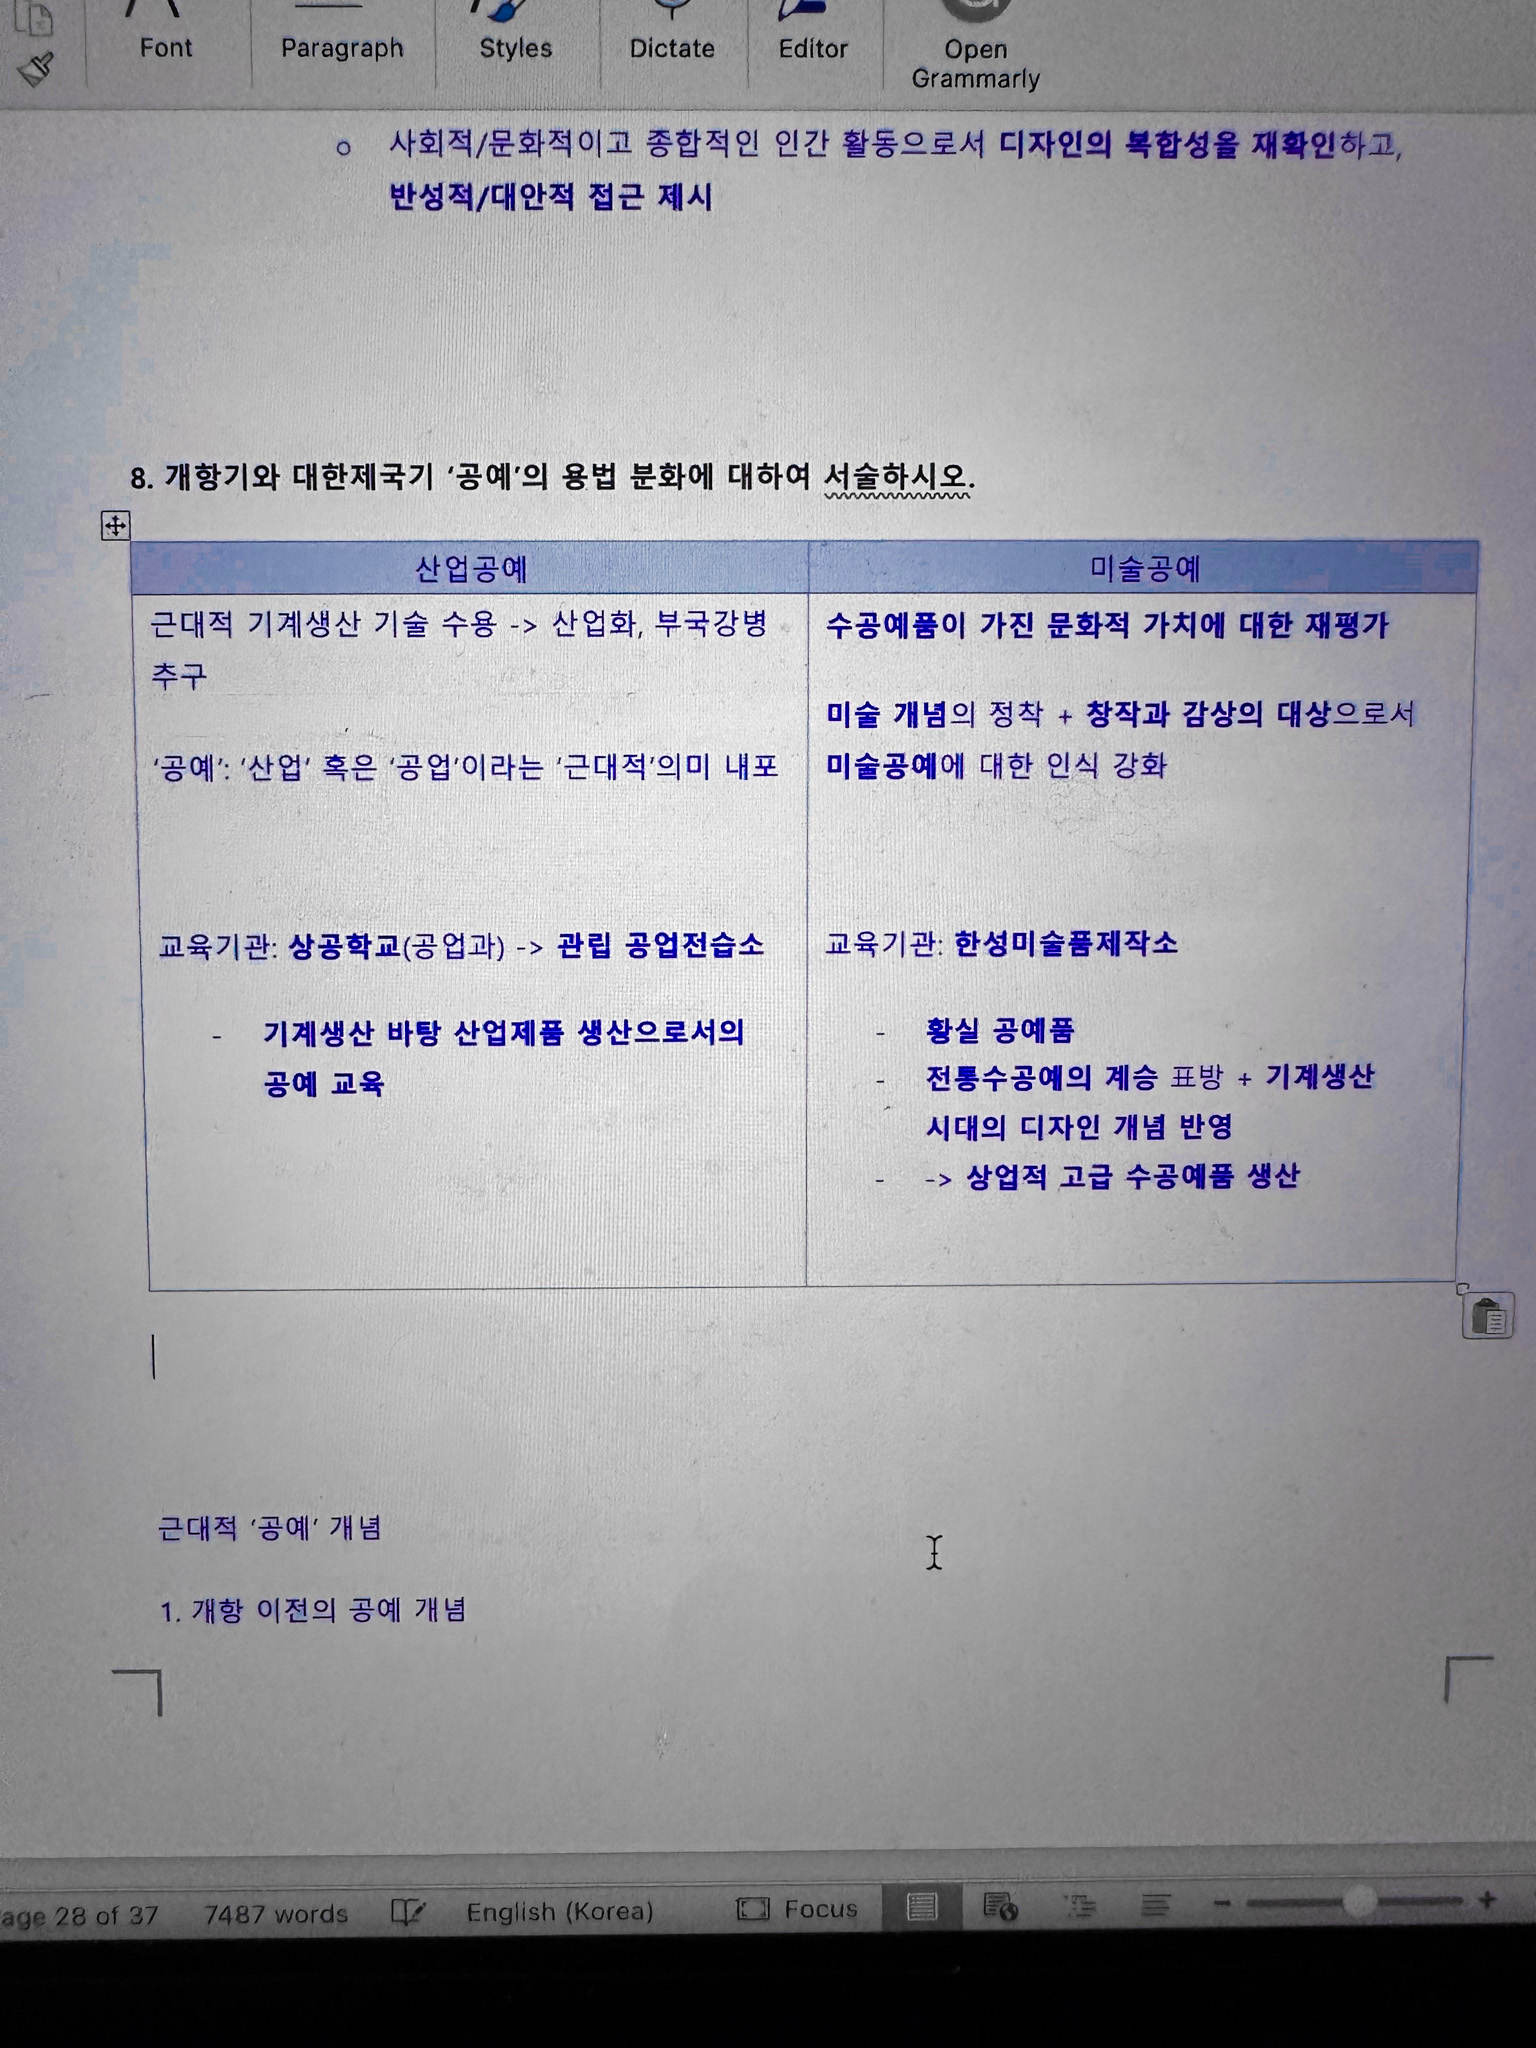 Font
Paragraph
Styles
Dictate
Editor
Open
Grammarly
사회적/문화적이고 종합적인 인간 활동으로서 디자인의 복합성을 재확인하고,
반성적/대안적 접근 제시
8. 개항기와 대한제국기 '공예'의 용법 분화에 대하여 서술하시오.
산업공예
근대적 기계생산 기술 수용 -> 산업화, 부국강병
추구
'공예': '산업' 혹은 '공업'이라는 '근대적'의미 내포
교육기관: 상공학교(공업과) -> 관립 공업전습소
- 기계생산 바탕 산업제품 생산으로서의
공예 교육
미술공예
수공예품이 가진 문화적 가치에 대한 재평가
미술 개념의 정착 + 창작과 감상의 대상으로서
미술공예에 대한 인식 강화
교육기관: 한성미술품제작소
- 황실 공예품
- 전통수공예의 계승 표방 + 기계생산
시대의 디자인 개념 반영
- -> 상업적 고급 수공예품 생산
근대적 '공예' 개념
1. 개항 이전의 공예 개념
age 28 of 37
7487 words
English (Korea)
Focus